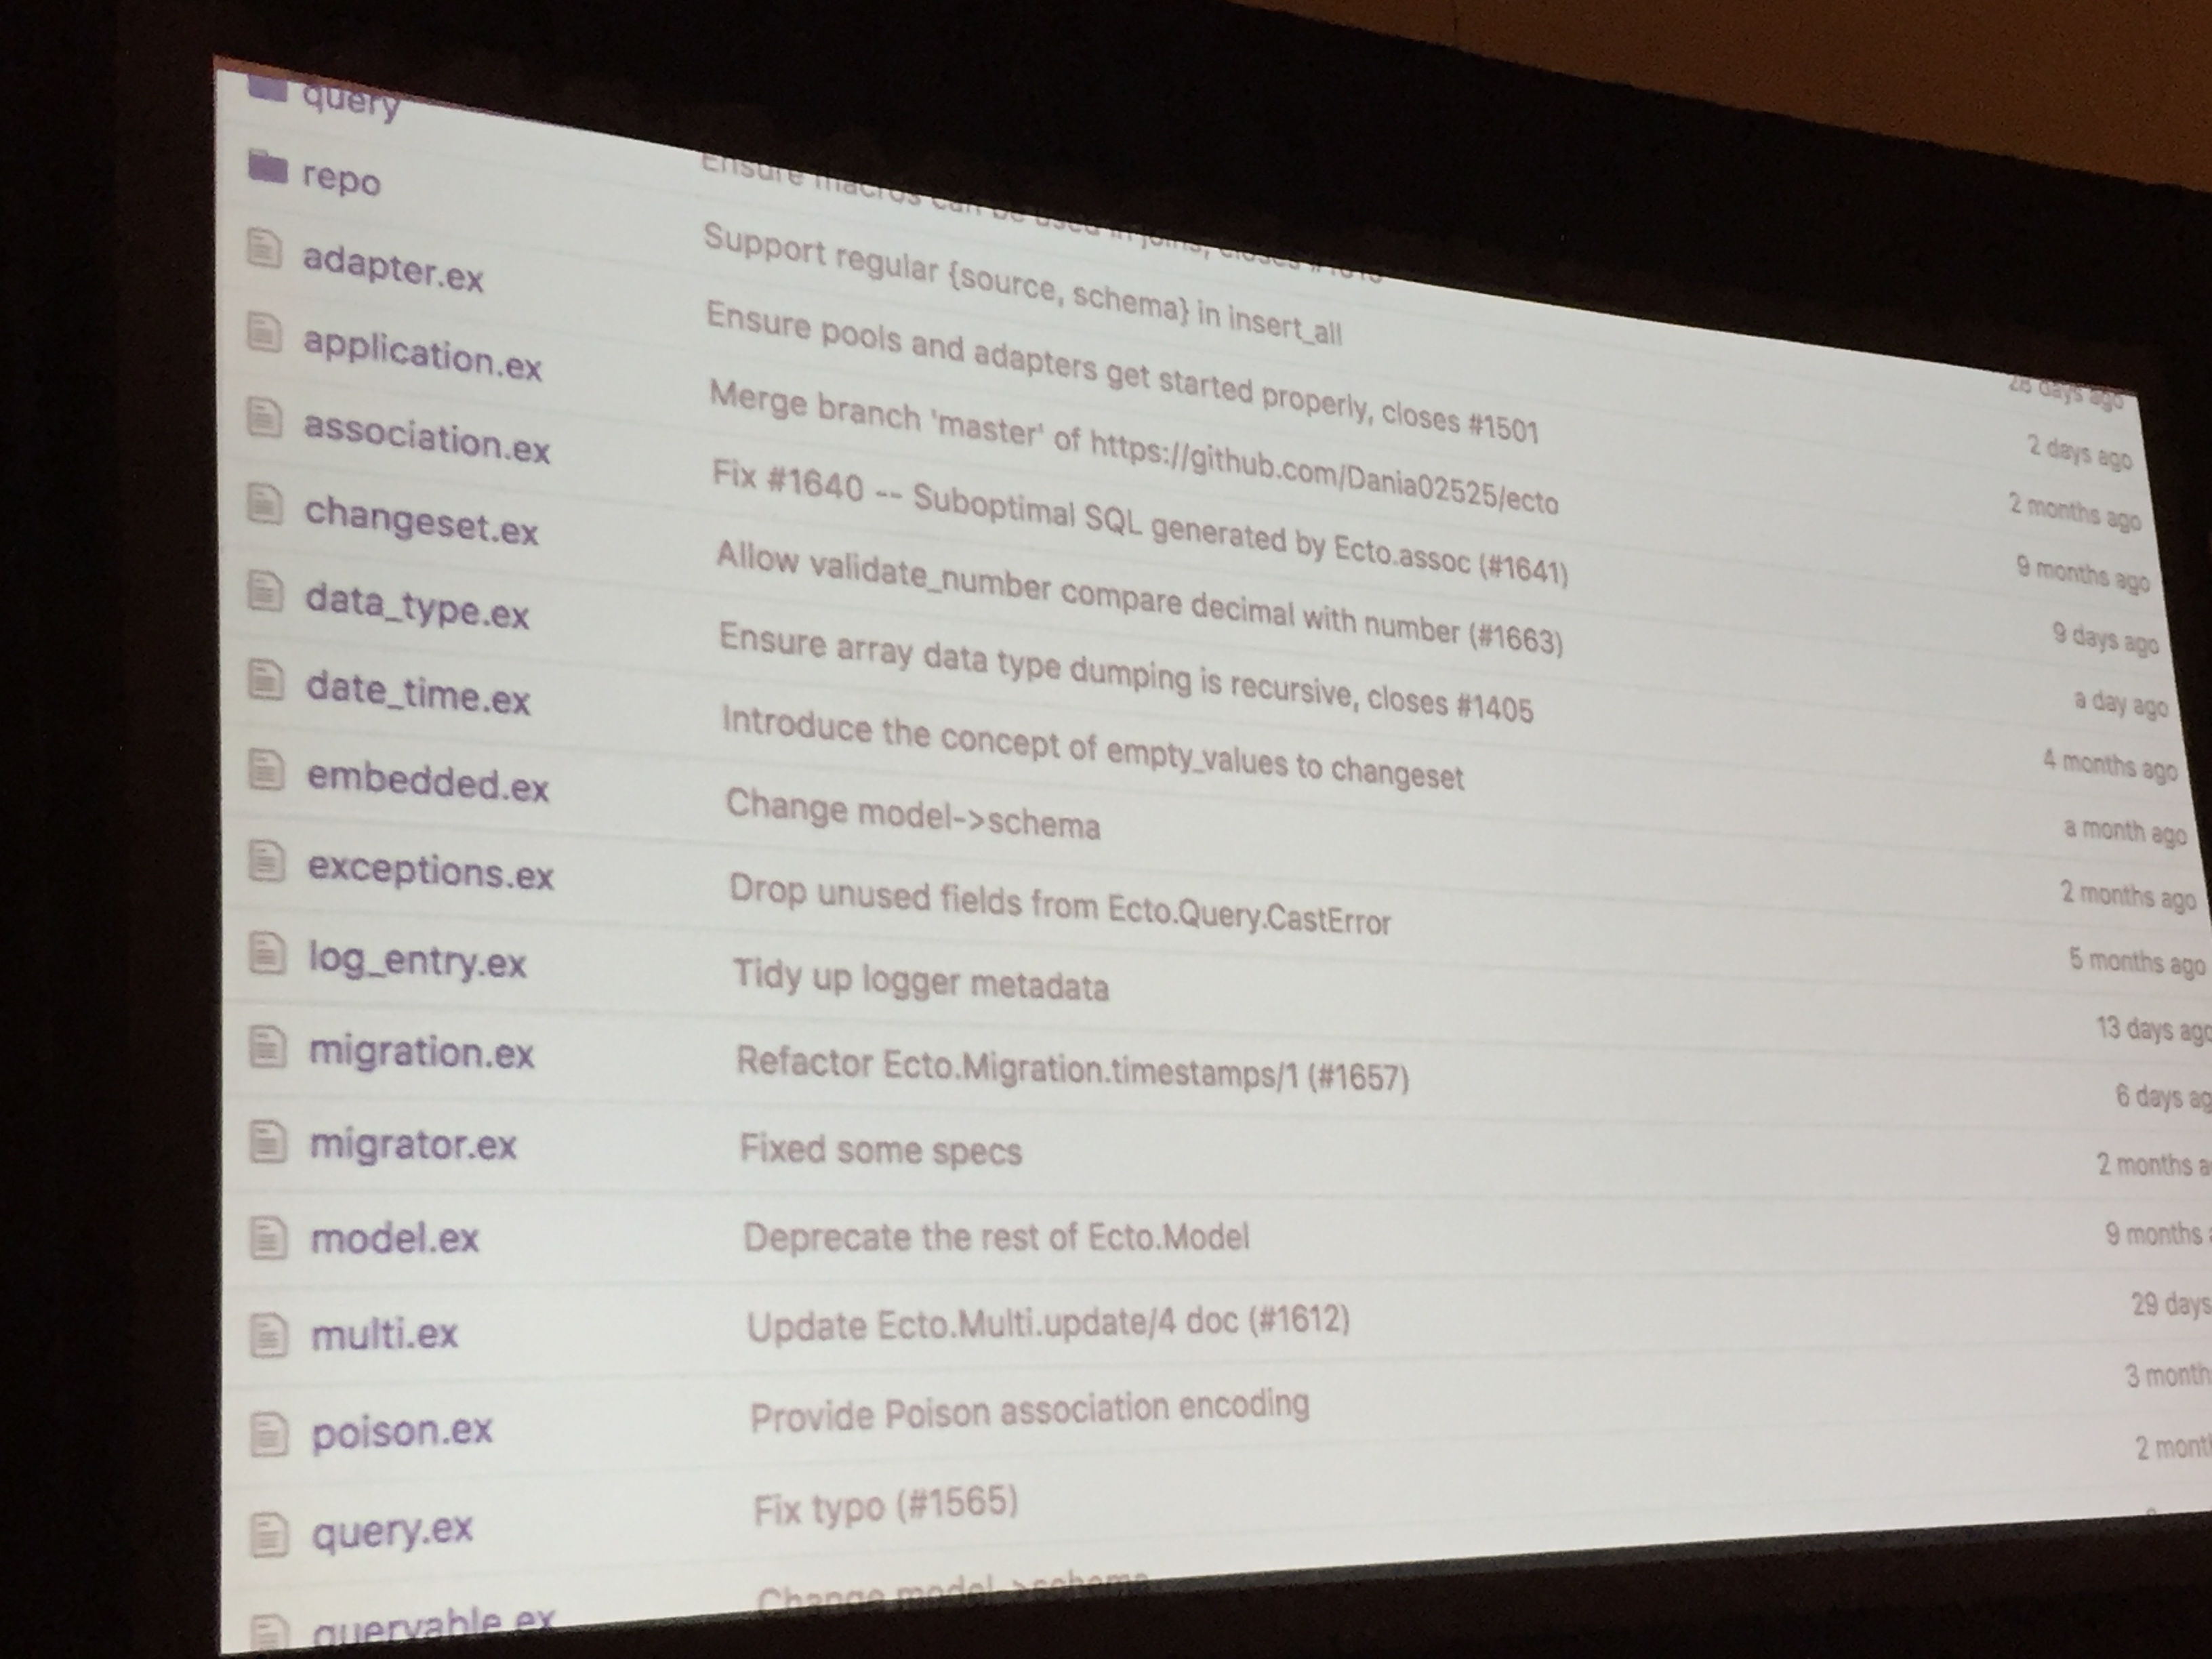 query Ensure macros can be used in joins, closes 28 days ago
repo Support regular {source, schema} in insert_all 2 days ago
adapter.ex Ensure pools and adapters get started properly, closes #1501 2 months ago
application.ex Merge branch 'master' of https://github.com/Dania02525/ecto 9 months ago
association.ex Fix #1640 -- Suboptimal SQL generated by Ecto.assoc (#1641) 9 days ago
changeset.ex Allow validate_number compare decimal with number (#1663) a day ago
data_type.ex Ensure array data type dumping is recursive, closes #1405 4 months ago
date_time.ex Introduce the concept of empty_values to changeset a month ago
embedded.ex Change model->schema 2 months ago
exceptions.ex Drop unused fields from Ecto.Query.CastError 5 months ago
log_entry.ex Tidy up logger metadata 13 days ago
migration.ex Refactor Ecto.Migration.timestamps/1 (#1657) 6 days ag
migrator.ex Fixed some specs 2 months a
model.ex Deprecate the rest of Ecto.Model 9 months
multi.ex Update Ecto.Multi.update/4 doc (#1612) 29 days
poison.ex Provide Poison association encoding 3 month
query.ex Fix typo (#1565) 2 mont
queryable.ex Change model->schema